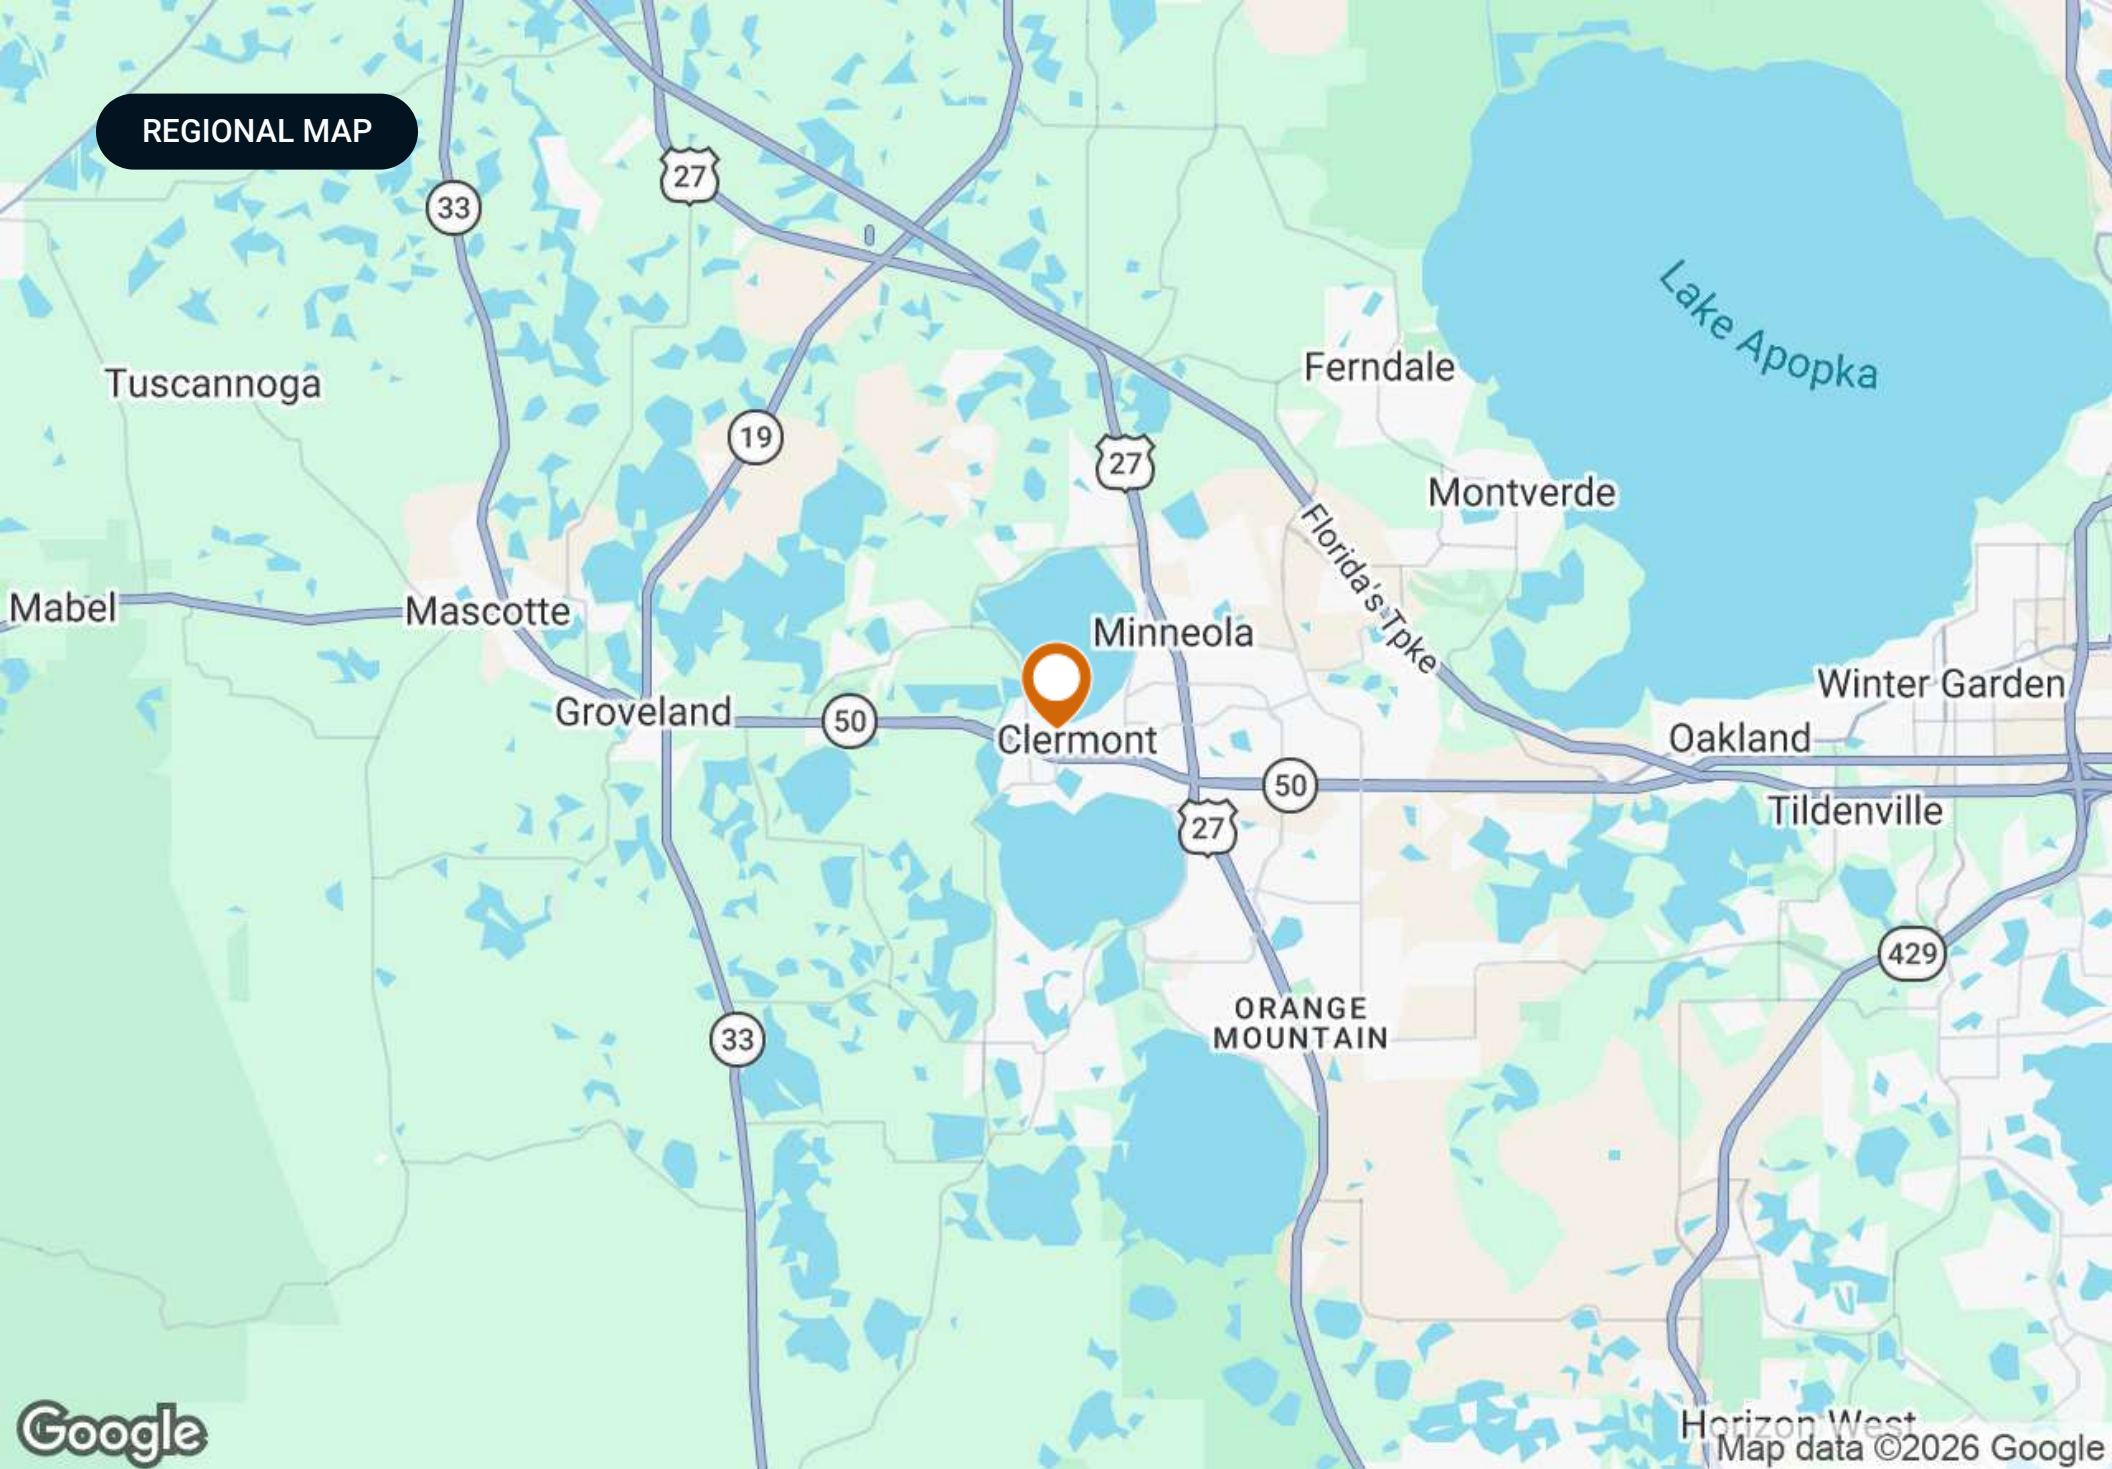 REGIONAL MAP
27
33
Lake Apopka
Ferndale
Tuscannoga
19
27
Montverde
Florida's Tpke
Mabel
Mascotte
Minneola
Winter Garden
Groveland
50
Clermont
Oakland
50
Tildenville
27
429
ORANGE
MOUNTAIN
33
Horizon West
Google
Map data ©2026 Google